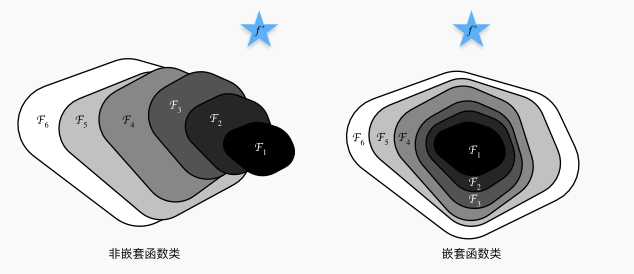 f*
f*
ℱ6 ℱ5 ℱ4 ℱ3 ℱ2 ℱ1
ℱ6 ℱ5 ℱ4 ℱ1
ℱ2
ℱ3
非嵌套函数类
嵌套函数类